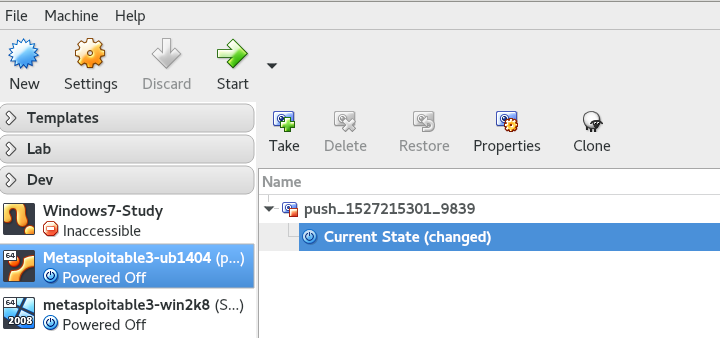 File Machine Help
New Settings Discard Start
Templates
Lab
Dev
Windows7-Study
Inaccessible
64
Metasploitable3-ub1404 (p...)
Powered Off
64
2008
metasploitable3-win2k8 (S...)
Powered Off
Take Delete Restore Properties Clone
Name
push_1527215301_9839
Current State (changed)